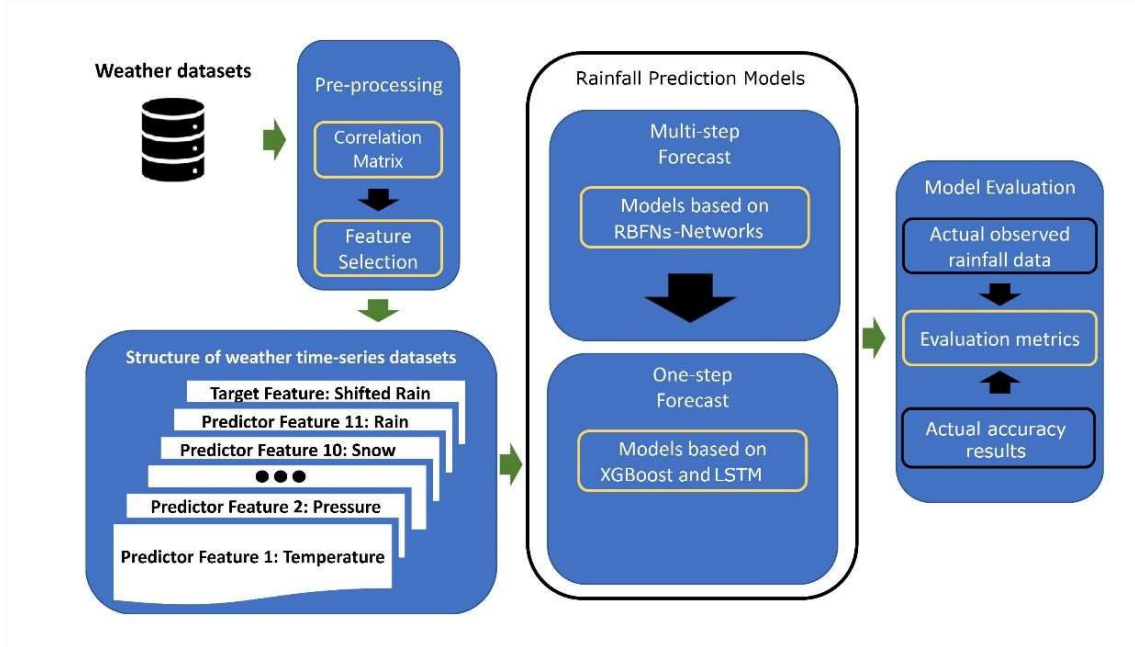 Weather datasets
Pre-processing
Correlation
Matrix
Feature
Selection
Structure of weather time-series datasets
Target Feature: Shifted Rain
Predictor Feature 11: Rain
Predictor Feature 10: Snow
●●●
Predictor Feature 2: Pressure
Predictor Feature 1: Temperature
Rainfall Prediction Models
Multi-step
Forecast
Models based on
RBFNs-Networks
One-step
Forecast
Models based on
XGBoost and LSTM
Model Evaluation
Actual observed
rainfall data
Evaluation metrics
Actual accuracy
results